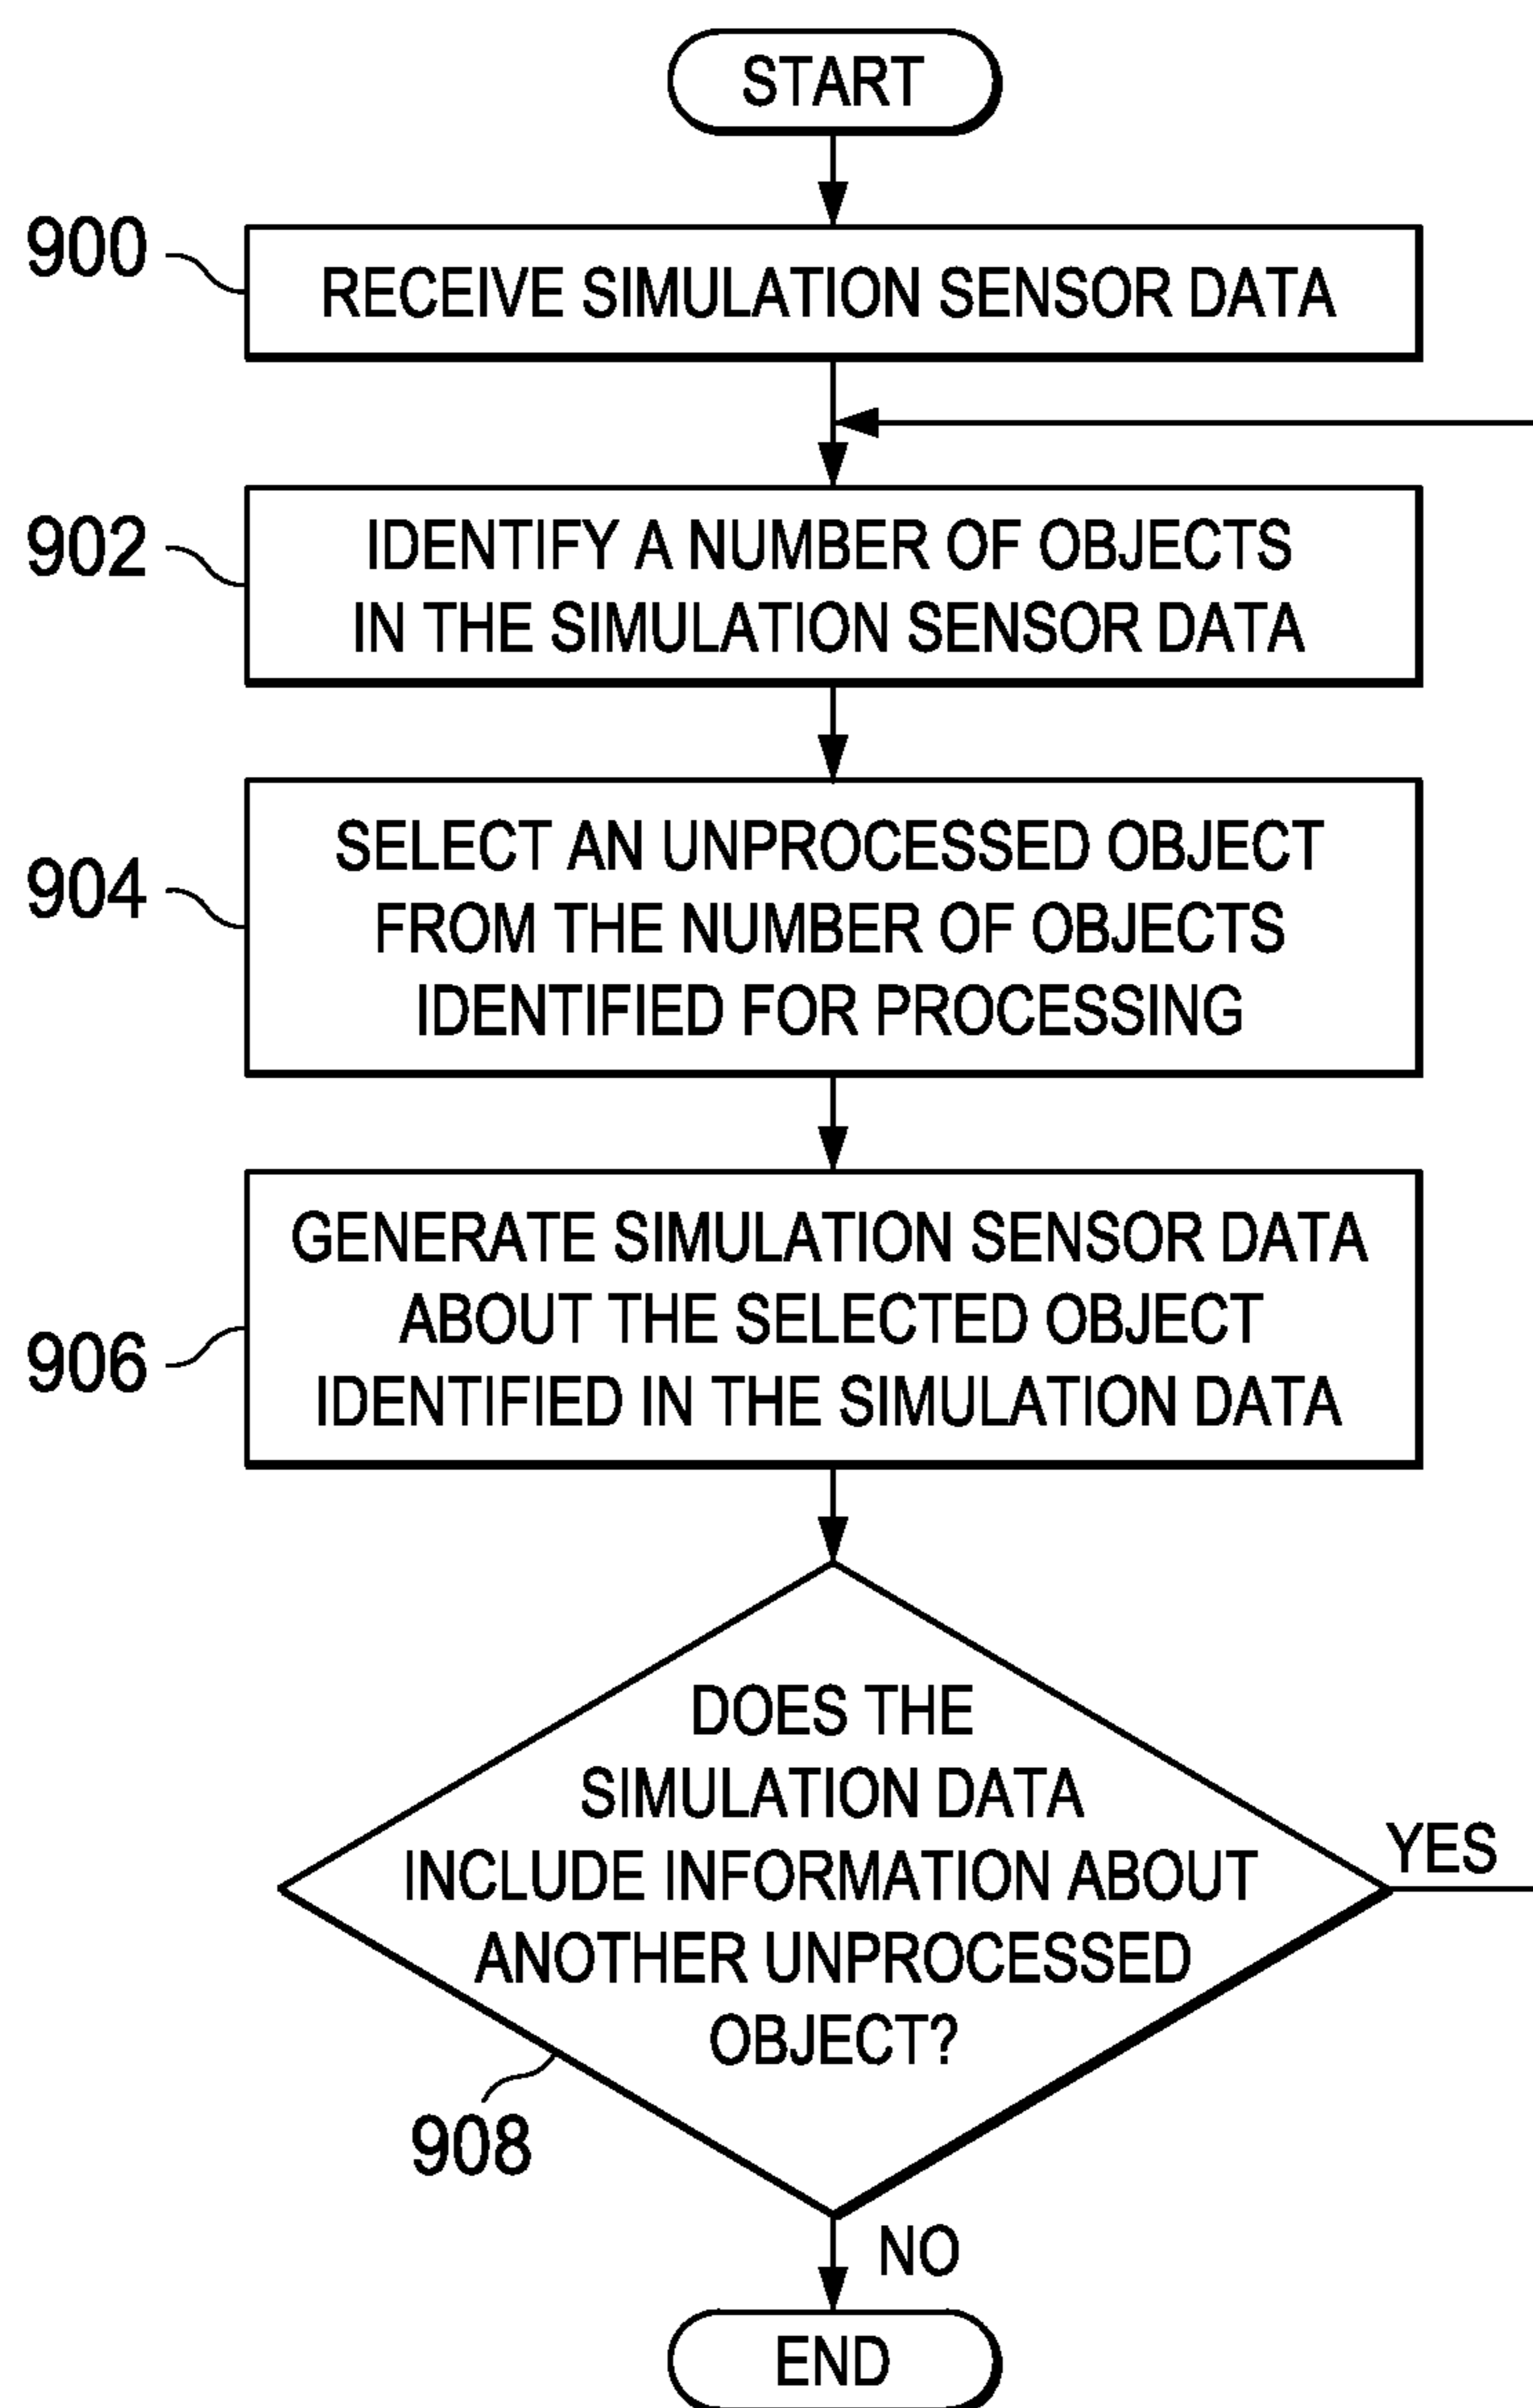 START
900
RECEIVE SIMULATION SENSOR DATA
902
IDENTIFY A NUMBER OF OBJECTS
IN THE SIMULATION SENSOR DATA
904
SELECT AN UNPROCESSED OBJECT
FROM THE NUMBER OF OBJECTS
IDENTIFIED FOR PROCESSING
906
GENERATE SIMULATION SENSOR DATA
ABOUT THE SELECTED OBJECT
IDENTIFIED IN THE SIMULATION DATA
DOES THE
SIMULATION DATA
INCLUDE INFORMATION ABOUT
ANOTHER UNPROCESSED
OBJECT?
YES
908
NO
END